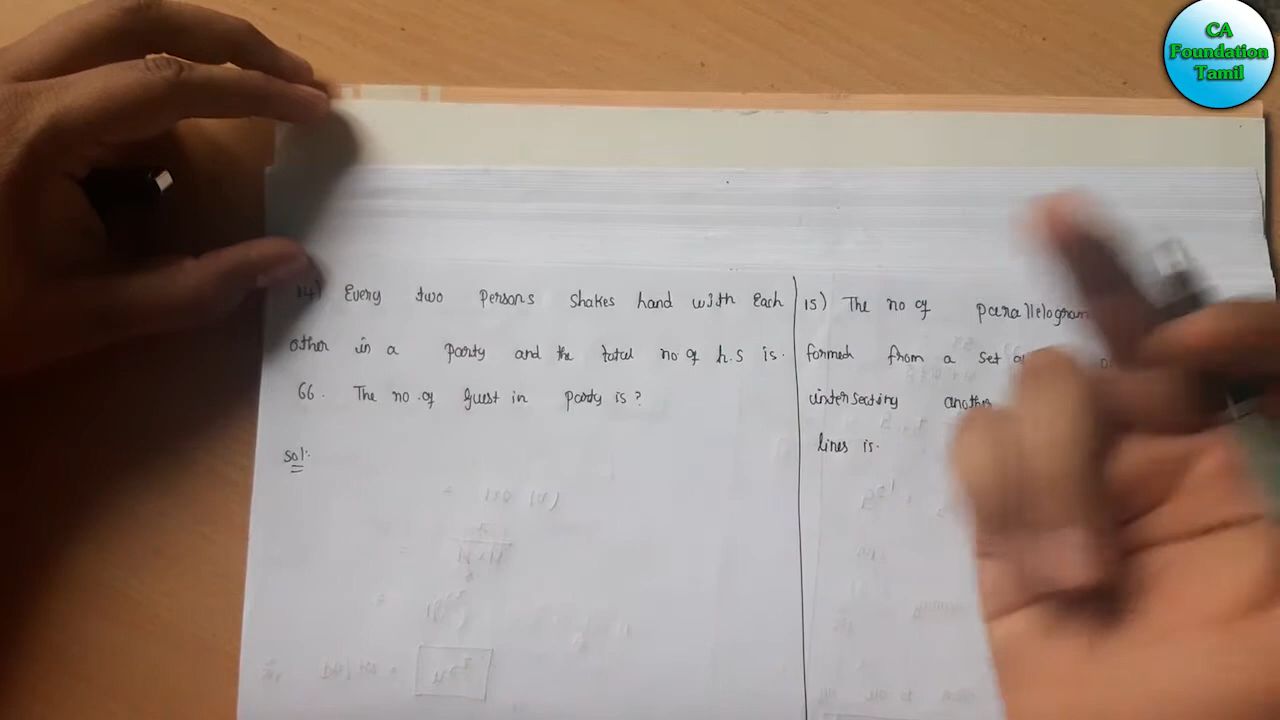 CA
Foundation
Tamil
14) Every two persons shakes hand with Each
other in a party and the total no of h.s is.
66. The no. of guest in party is?
sol:
15) The no of parallelogram
formed from a set
intersecting another
lines is.